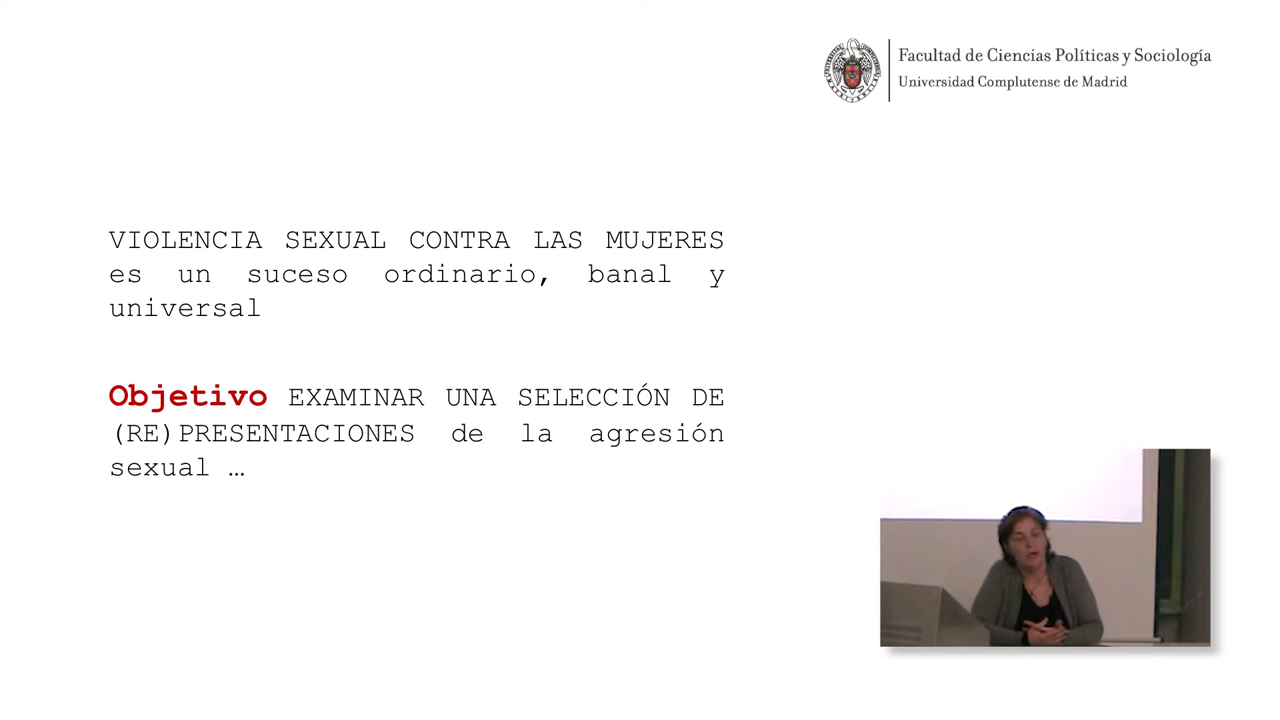 Facultad de Ciencias Políticas y Sociología
Universidad Complutense de Madrid
VIOLENCIA SEXUAL CONTRA LAS MUJERES
es un suceso ordinario, banal y
universal
Objetivo EXAMINAR UNA SELECCIÓN DE
(RE)PRESENTACIONES de la agresión
sexual …